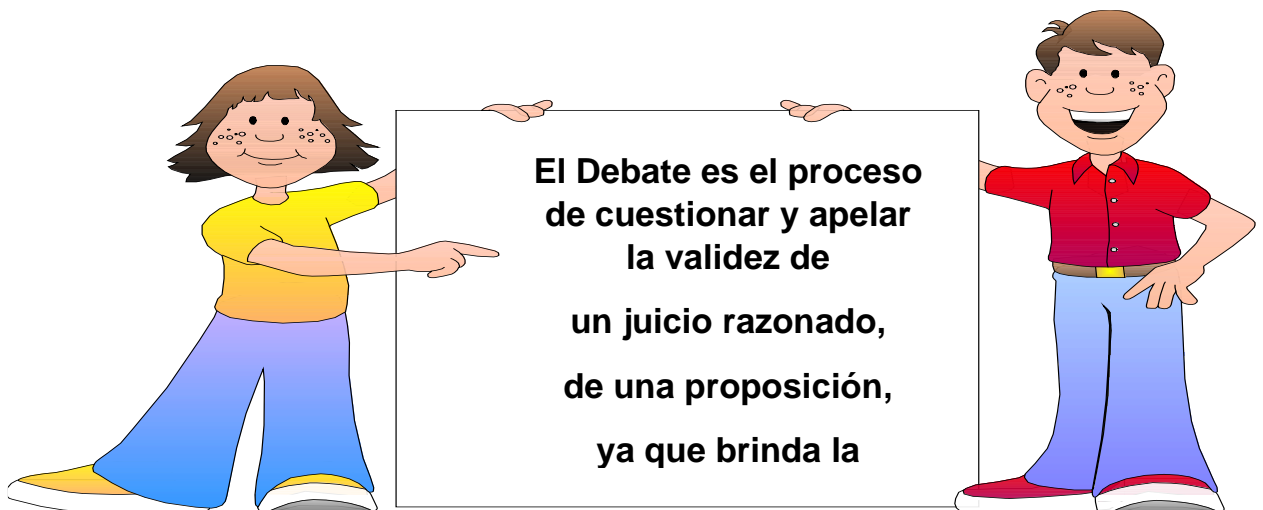 El Debate es el proceso
de cuestionar y apelar
la validez de
un juicio razonado,
de una proposición,
ya que brinda la